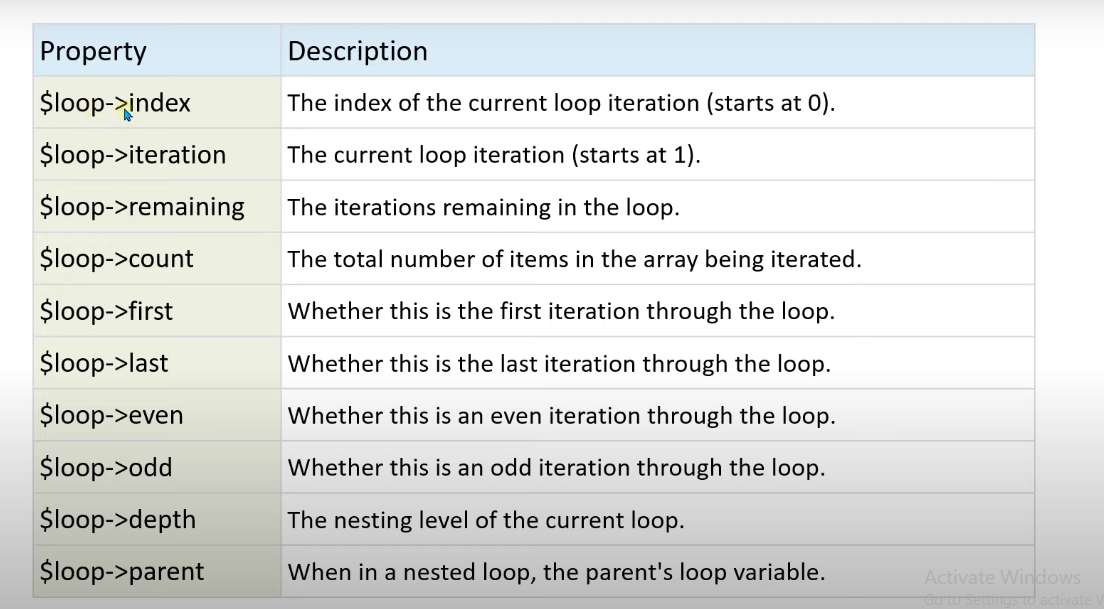 Property Description
$loop->index The index of the current loop iteration (starts at 0).
$loop->iteration The current loop iteration (starts at 1).
$loop->remaining The iterations remaining in the loop.
$loop->count The total number of items in the array being iterated.
$loop->first Whether this is the first iteration through the loop.
$loop->last Whether this is the last iteration through the loop.
$loop->even Whether this is an even iteration through the loop.
$loop->odd Whether this is an odd iteration through the loop.
$loop->depth The nesting level of the current loop.
$loop->parent When in a nested loop, the parent's loop variable.
Activate Windows
Go to Settings to activate